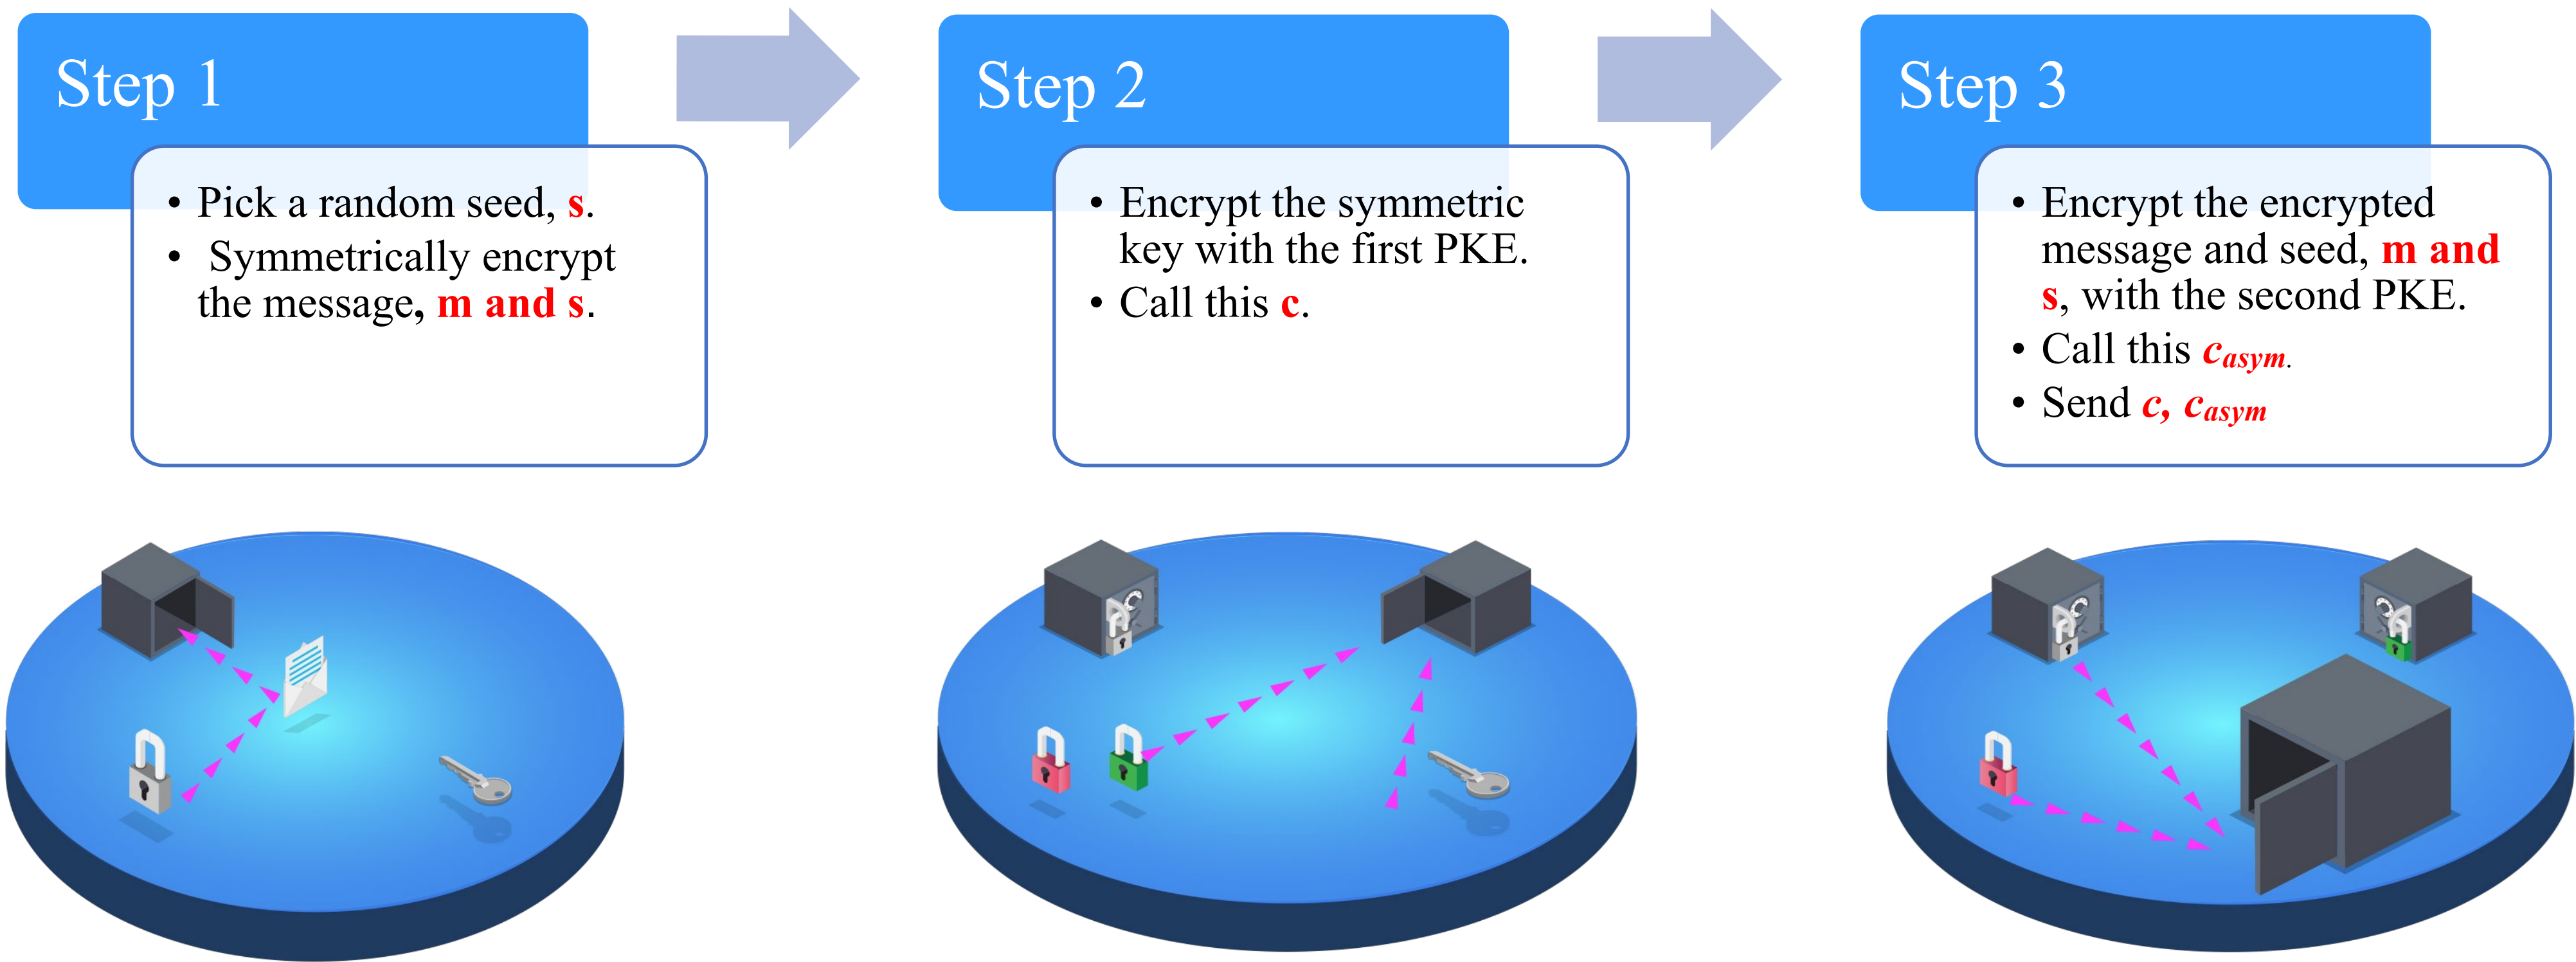 Step 1
• Pick a random seed, s.
• Symmetrically encrypt
the message, m and s.
Step 2
• Encrypt the symmetric
key with the first PKE.
• Call this c.
Step 3
• Encrypt the encrypted
message and seed, m and
s, with the second PKE.
• Call this c_asym.
• Send c, c_asym